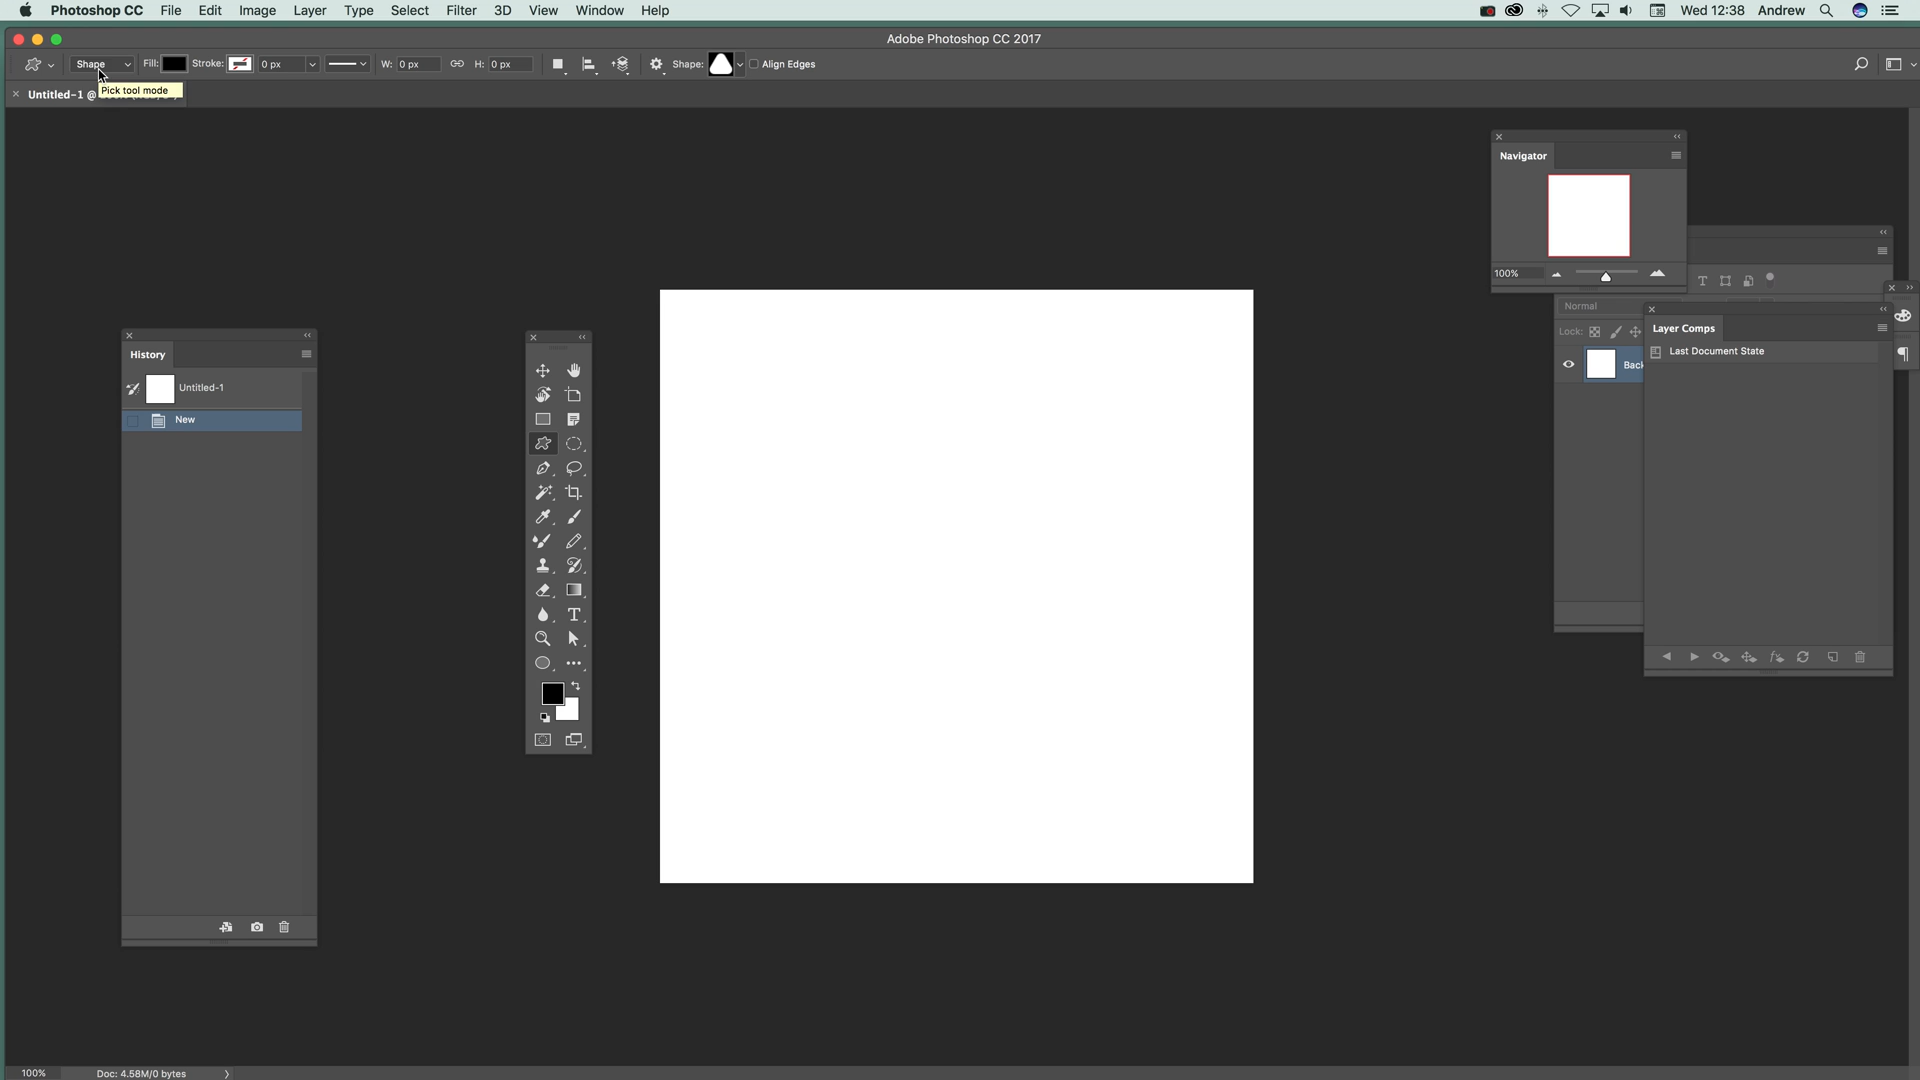 Photoshop CC File Edit Image Layer Type Select Filter 3D View Window Help Wed 12:38 Andrew
Adobe Photoshop CC 2017
Shape Fill: Stroke: 0 px W: 0 px H: 0 px Shape: Align Edges
Pick tool mode
Untitled-1 @
Navigator
100%
Normal
Lock:
Layer Comps
Last Document State
Back
History
Untitled-1
New
100% Doc: 4.58M/0 bytes